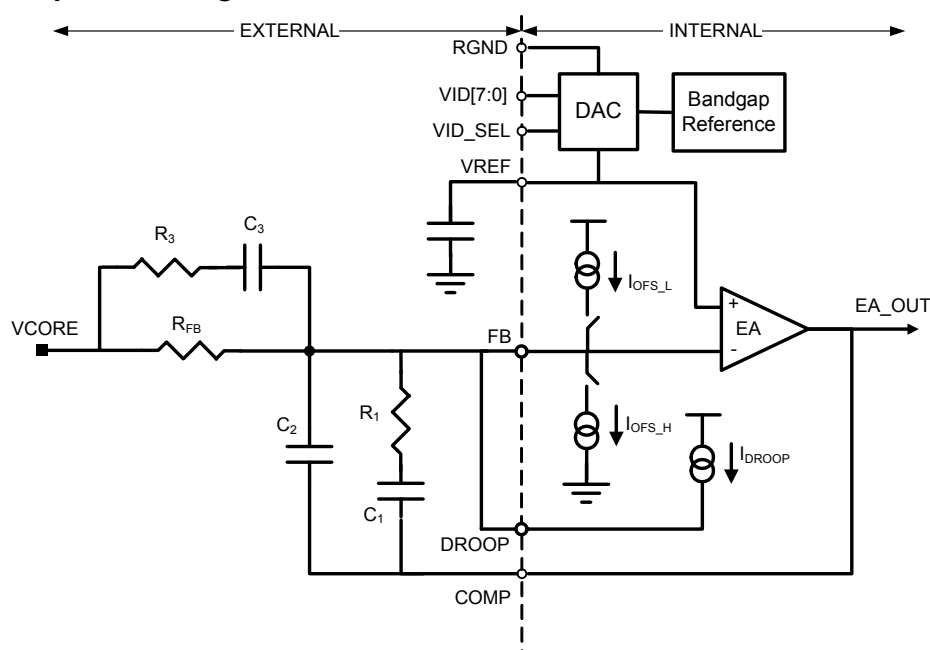 EXTERNAL
INTERNAL
RGND
VID[7:0]
VID_SEL
VREF
DAC
Bandgap
Reference
C3
R3
IOFS_L
VCORE
RFB
FB
+
EA
-
EA_OUT
R1
C2
IOFS_H
IDROOP
C1
DROOP
COMP